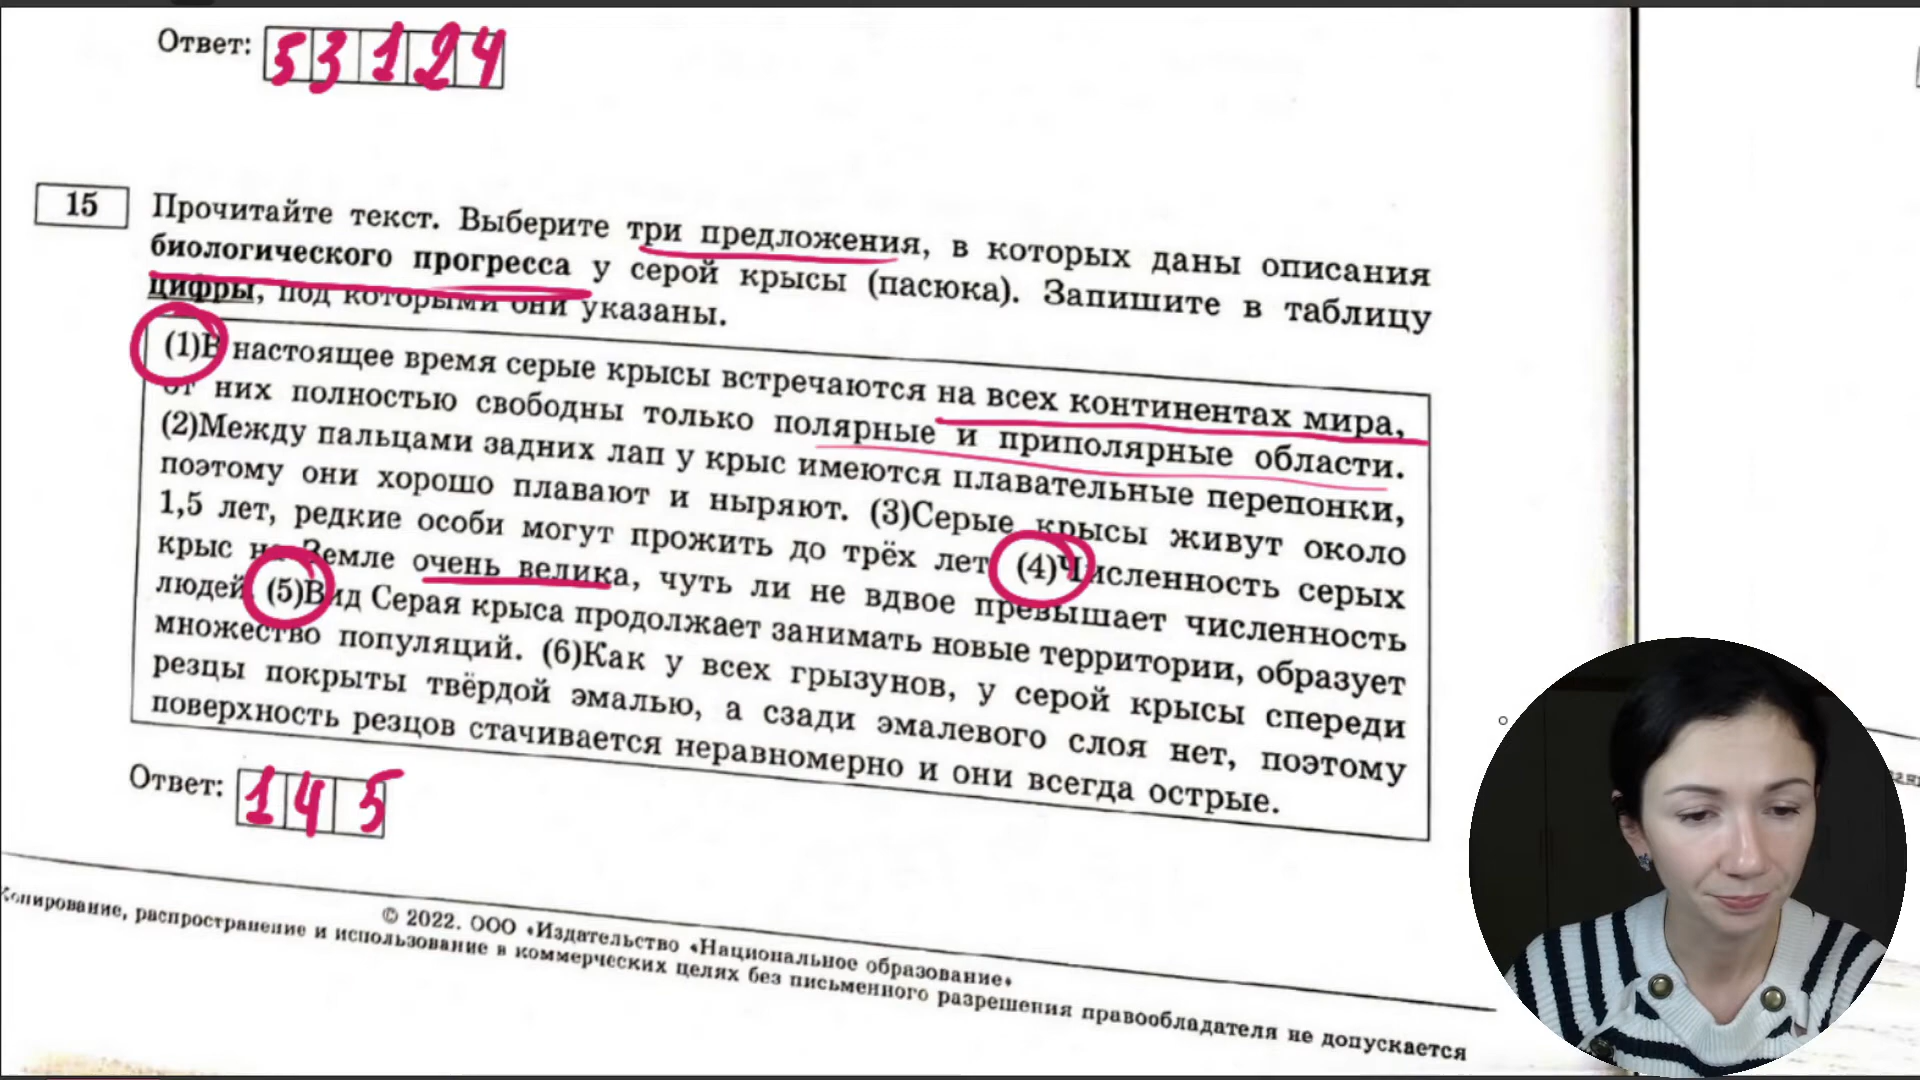 Ответ: 53124
15
Прочитайте текст. Выберите три предложения, в которых даны описания
биологического прогресса у серой крысы (пасюка). Запишите в таблицу
цифры, под которыми они указаны.
(1)В настоящее время серые крысы встречаются на всех континентах мира,
от них полностью свободны только полярные и приполярные области.
(2)Между пальцами задних лап у крыс имеются плавательные перепонки,
поэтому они хорошо плавают и ныряют. (3)Серые крысы живут около
1,5 лет, редкие особи могут прожить до трёх лет. (4)Численность серых
крыс на Земле очень велика, чуть ли не вдвое превышает численность
людей. (5)Вид Серая крыса продолжает занимать новые территории, образует
множество популяций. (6)Как у всех грызунов, у серой крысы спереди
резцы покрыты твёрдой эмалью, а сзади эмалевого слоя нет, поэтому
поверхность резцов стачивается неравномерно и они всегда острые.
Ответ: 145
© 2022. ООО «Издательство «Национальное образование»
Копирование, распространение и использование в коммерческих целях без письменного разрешения правообладателя не допускается